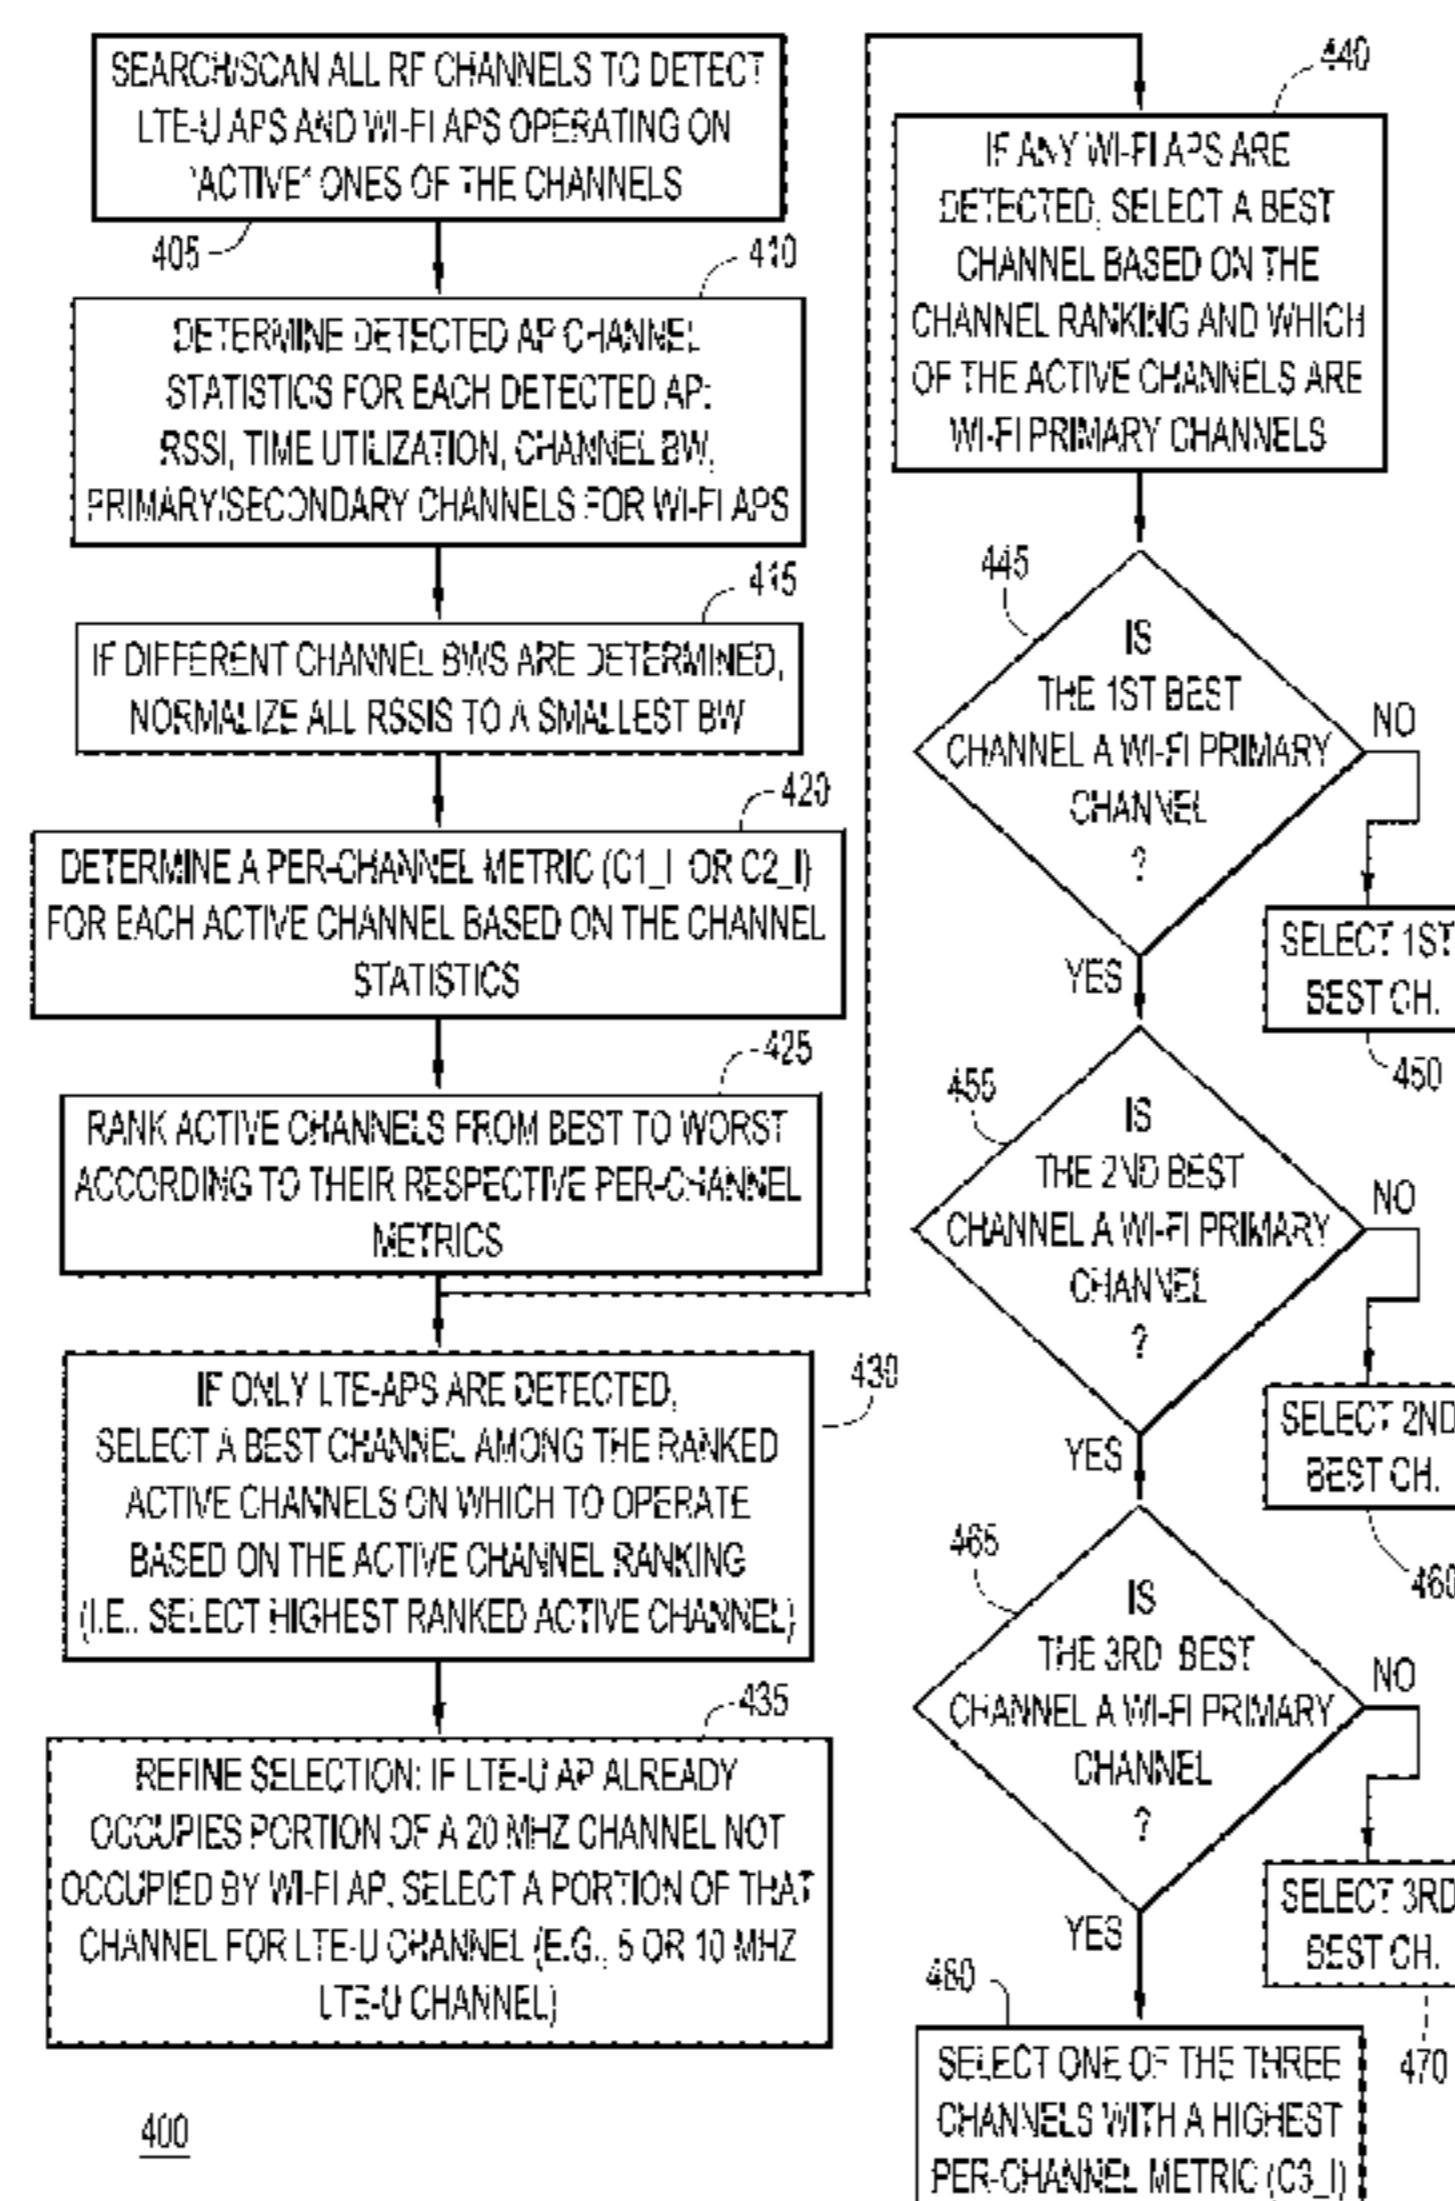 SEARCH/SCAN ALL RF CHANNELS TO DETECT
LTE-U APS AND WI-FI APS OPERATING ON
"ACTIVE" ONES OF THE CHANNELS
405
410
DETERMINE DETECTED AP CHANNEL
STATISTICS FOR EACH DETECTED AP:
RSSI, TIME UTILIZATION, CHANNEL BW,
PRIMARY/SECONDARY CHANNELS FOR WI-FI APS
415
IF DIFFERENT CHANNEL BWS ARE DETERMINED,
NORMALIZE ALL RSSIS TO A SMALLEST BW
420
DETERMINE A PER-CHANNEL METRIC (C1_I OR C2_I)
FOR EACH ACTIVE CHANNEL BASED ON THE CHANNEL
STATISTICS
425
RANK ACTIVE CHANNELS FROM BEST TO WORST
ACCORDING TO THEIR RESPECTIVE PER-CHANNEL
METRICS
430
IF ONLY LTE-APS ARE DETECTED,
SELECT A BEST CHANNEL AMONG THE RANKED
ACTIVE CHANNELS ON WHICH TO OPERATE
BASED ON THE ACTIVE CHANNEL RANKING
(I.E., SELECT HIGHEST RANKED ACTIVE CHANNEL)
435
REFINE SELECTION: IF LTE-U AP ALREADY
OCCUPIES PORTION OF A 20 MHZ CHANNEL NOT
OCCUPIED BY WI-FI AP, SELECT A PORTION OF THAT
CHANNEL FOR LTE-U CHANNEL (E.G., 5 OR 10 MHZ
LTE-U CHANNEL)
400
440
IF ANY WI-FI APS ARE
DETECTED, SELECT A BEST
CHANNEL BASED ON THE
CHANNEL RANKING AND WHICH
OF THE ACTIVE CHANNELS ARE
WI-FI PRIMARY CHANNELS
445
IS
THE 1ST BEST
CHANNEL A WI-FI PRIMARY
CHANNEL
?
NO
YES
SELECT 1ST
BEST CH.
450
455
IS
THE 2ND BEST
CHANNEL A WI-FI PRIMARY
CHANNEL
?
NO
YES
SELECT 2ND
BEST CH.
460
465
IS
THE 3RD BEST
CHANNEL A WI-FI PRIMARY
CHANNEL
?
NO
YES
SELECT 3RD
BEST CH.
470
480
SELECT ONE OF THE THREE
CHANNELS WITH A HIGHEST
PER-CHANNEL METRIC (C3_I)